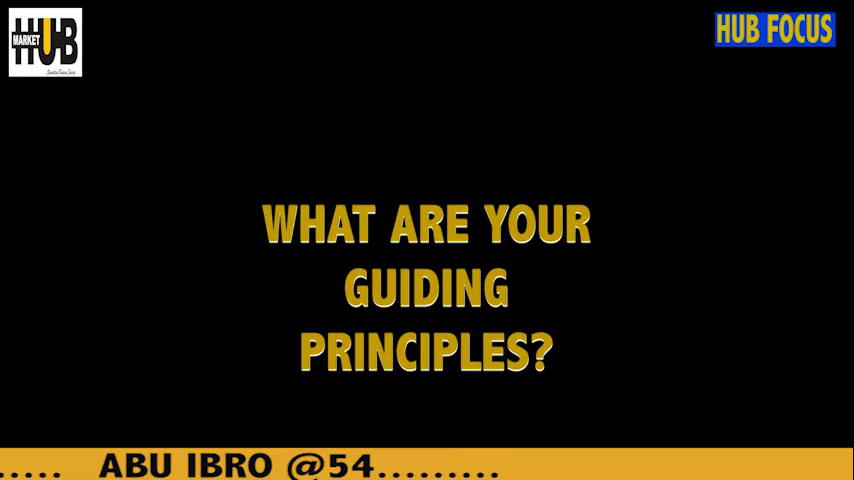 HUB
MARKET
HUB FOCUS
WHAT ARE YOUR
GUIDING
PRINCIPLES?
..... ABU IBRO @54.........